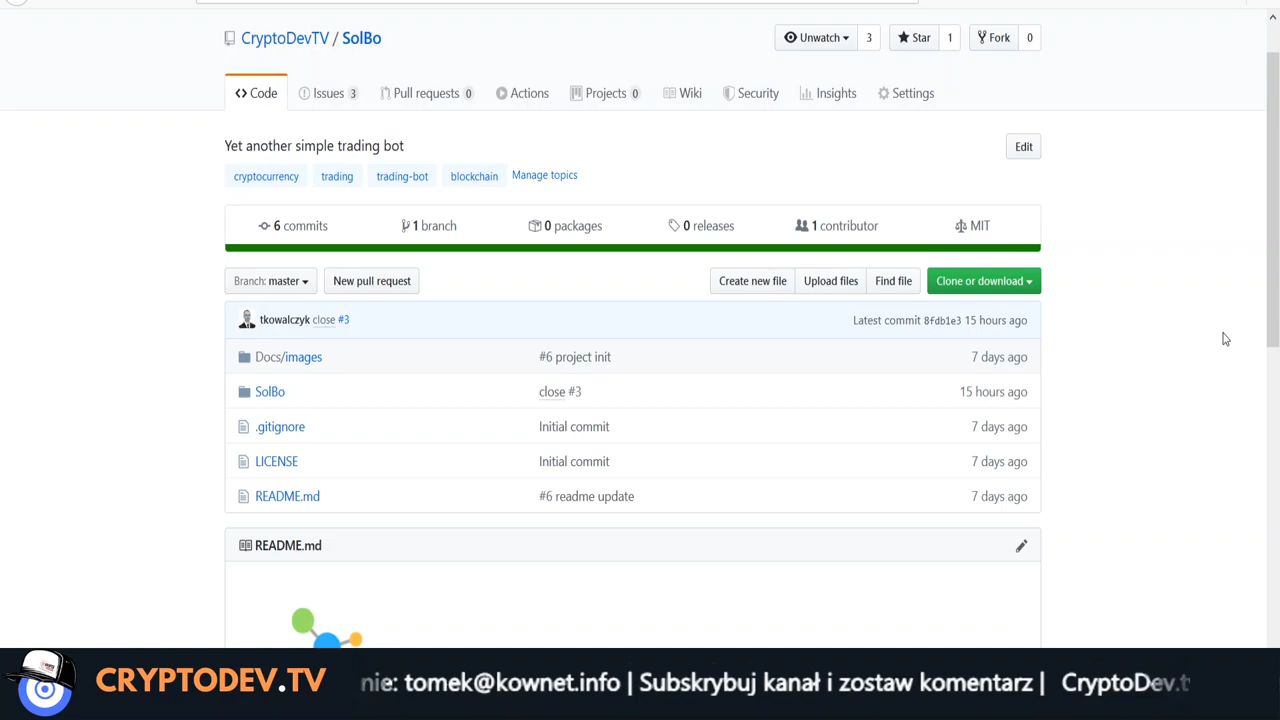 CryptoDevTV / SolBo
Unwatch 3 Star 1 Fork 0
Code Issues 3 Pull requests 0 Actions Projects 0 Wiki Security Insights Settings
Yet another simple trading bot
Edit
cryptocurrency trading trading-bot blockchain Manage topics
6 commits 1 branch 0 packages 0 releases 1 contributor MIT
Branch: master New pull request Create new file Upload files Find file Clone or download
tkowalczyk close #3 Latest commit 8fdb1e3 15 hours ago
Docs/images #6 project init 7 days ago
SolBo close #3 15 hours ago
.gitignore Initial commit 7 days ago
LICENSE Initial commit 7 days ago
README.md #6 readme update 7 days ago
README.md
CRYPTODEV.TV nie: tomek@kownet.info | Subskrybuj kanał i zostaw komentarz | CryptoDev.t